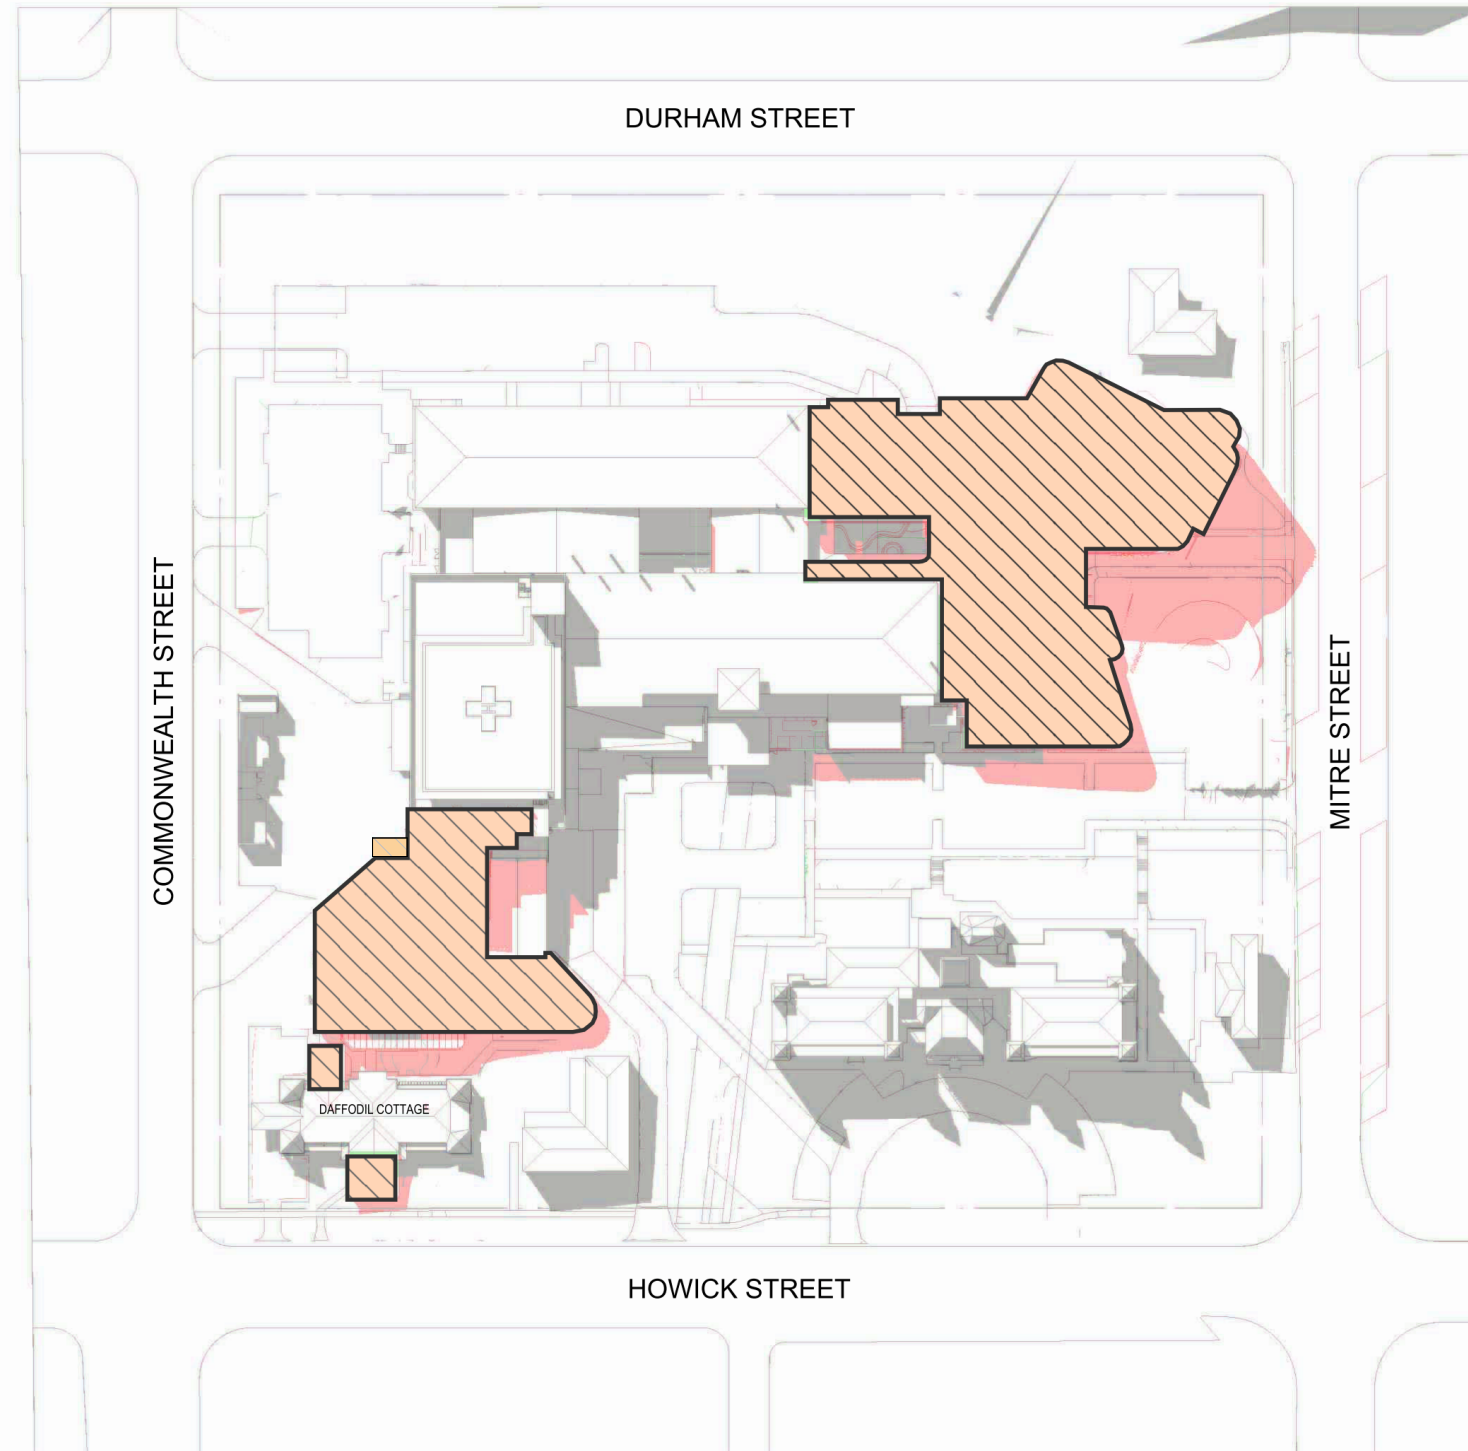 DURHAM STREET
COMMONWEALTH STREET
MITRE STREET
DAFFODIL COTTAGE
HOWICK STREET